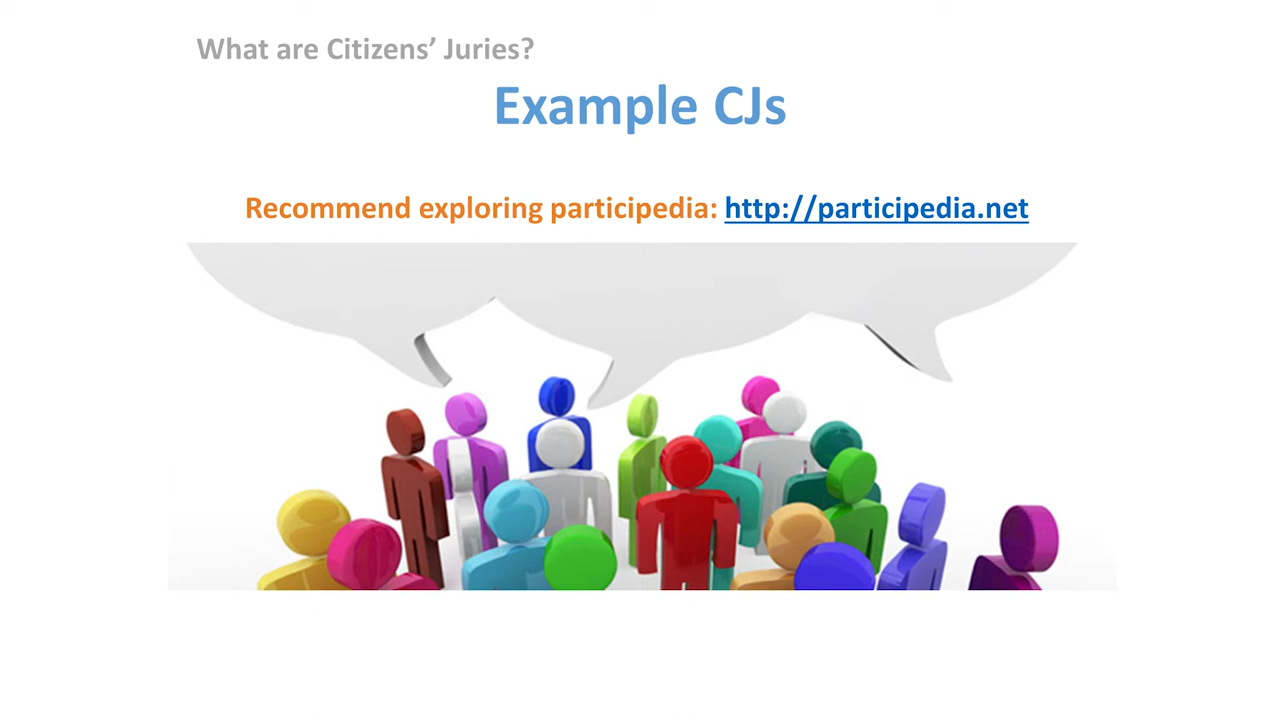 What are Citizens’ Juries?
Example CJs
Recommend exploring participedia: http://participedia.net